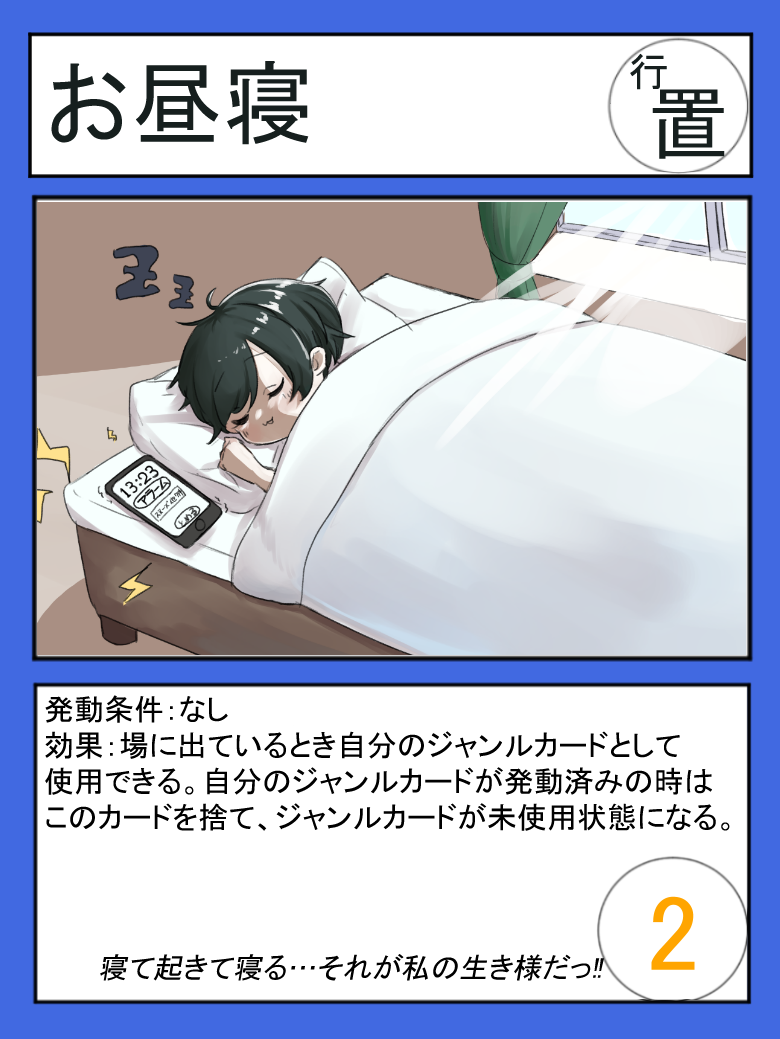 お昼寝
行
置
ZZ
13:23
アラーム
とめる
発動条件:なし
効果:場に出ているとき自分のジャンルカードとして
使用できる。自分のジャンルカードが発動済みの時は
このカードを捨て、ジャンルカードが未使用状態になる。
2
寝て起きて寝る…それが私の生き様だっ!!